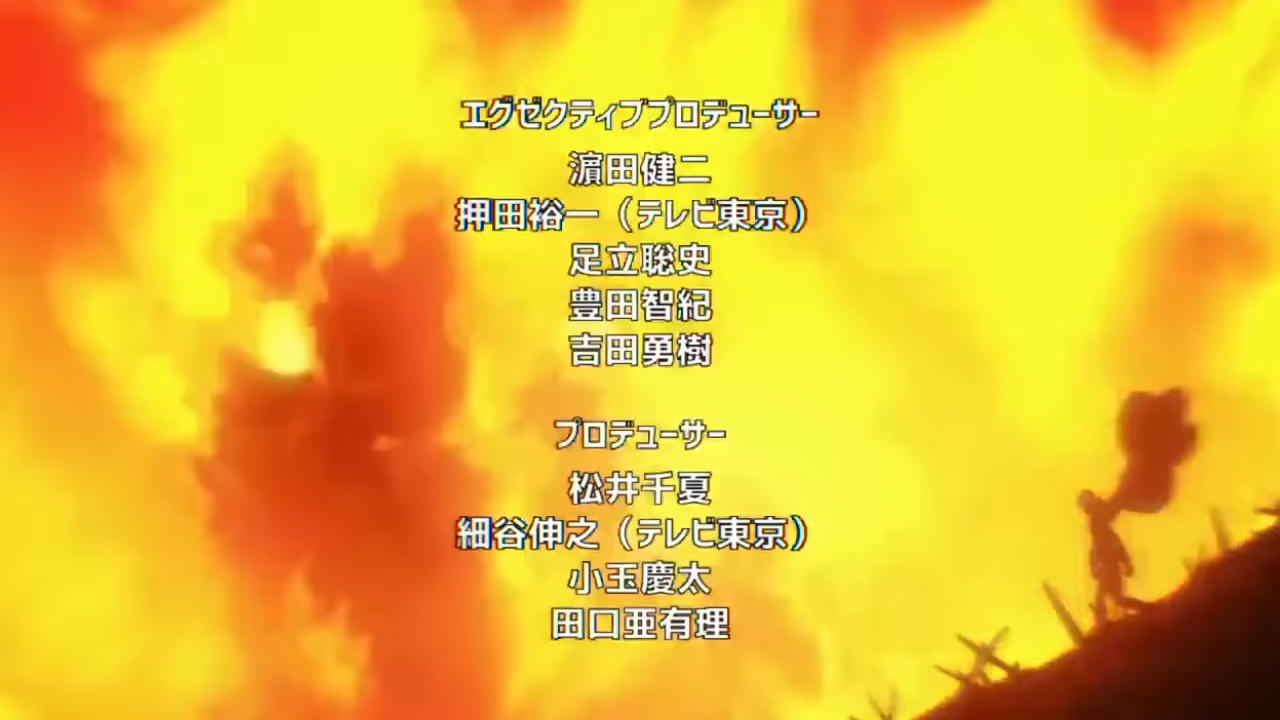 エグゼクティブプロデューサー
濵田健二
押田裕一（テレビ東京）
足立聡史
豊田智紀
吉田勇樹
プロデューサー
松井千夏
細谷伸之（テレビ東京）
小玉慶太
田口亜有理